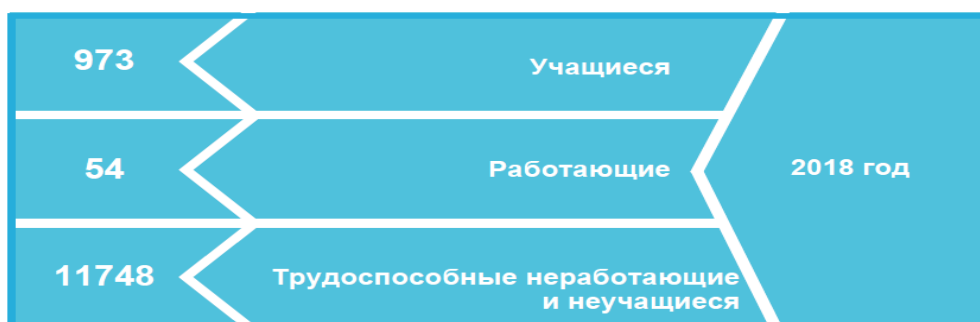 973
Учащиеся
54
Работающие
2018 год
11748
Трудоспособные неработающие
и неучащиеся